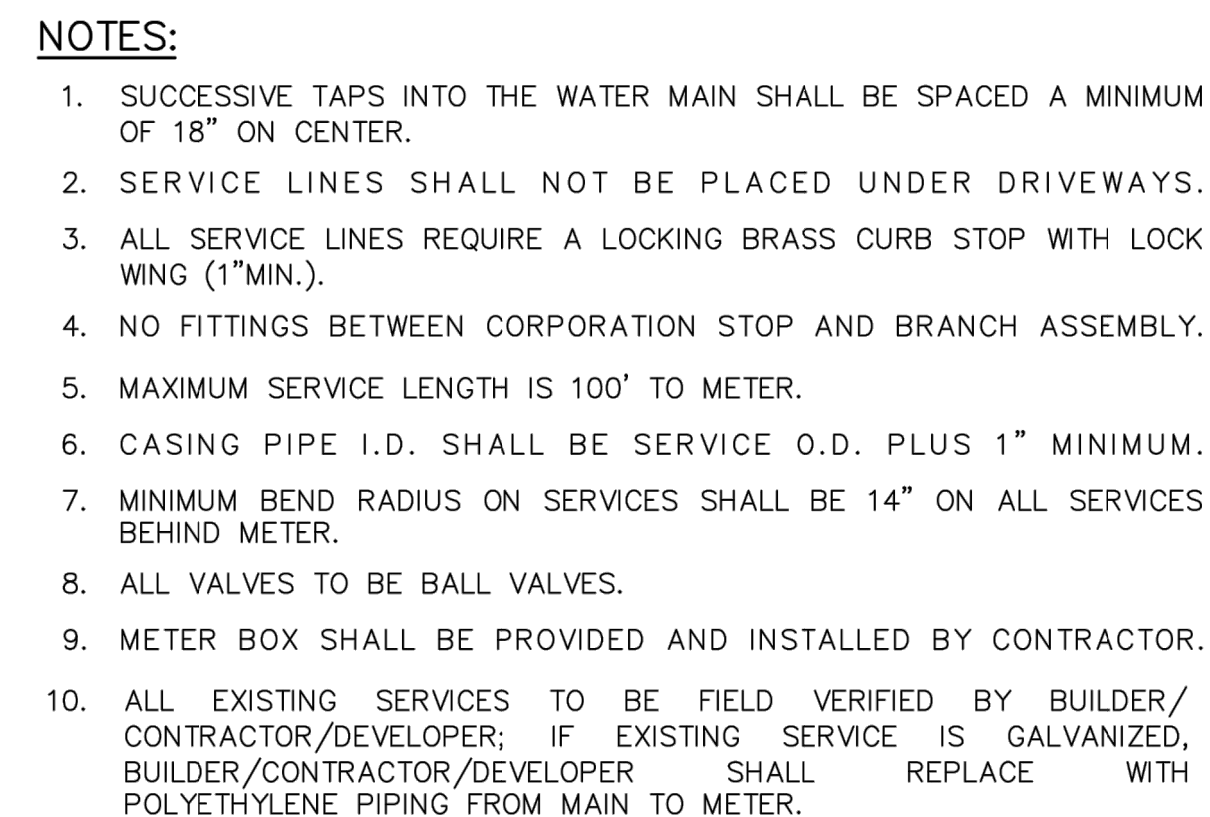 NOTES:
1. SUCCESSIVE TAPS INTO THE WATER MAIN SHALL BE SPACED A MINIMUM
OF 18” ON CENTER.
2. SERVICE LINES SHALL NOT BE PLACED UNDER DRIVEWAYS.
3. ALL SERVICE LINES REQUIRE A LOCKING BRASS CURB STOP WITH LOCK
WING (1”MIN.).
4. NO FITTINGS BETWEEN CORPORATION STOP AND BRANCH ASSEMBLY.
5. MAXIMUM SERVICE LENGTH IS 100’ TO METER.
6. CASING PIPE I.D. SHALL BE SERVICE O.D. PLUS 1” MINIMUM.
7. MINIMUM BEND RADIUS ON SERVICES SHALL BE 14” ON ALL SERVICES
BEHIND METER.
8. ALL VALVES TO BE BALL VALVES.
9. METER BOX SHALL BE PROVIDED AND INSTALLED BY CONTRACTOR.
10. ALL EXISTING SERVICES TO BE FIELD VERIFIED BY BUILDER/
CONTRACTOR/DEVELOPER; IF EXISTING SERVICE IS GALVANIZED,
BUILDER/CONTRACTOR/DEVELOPER SHALL REPLACE WITH
POLYETHYLENE PIPING FROM MAIN TO METER.